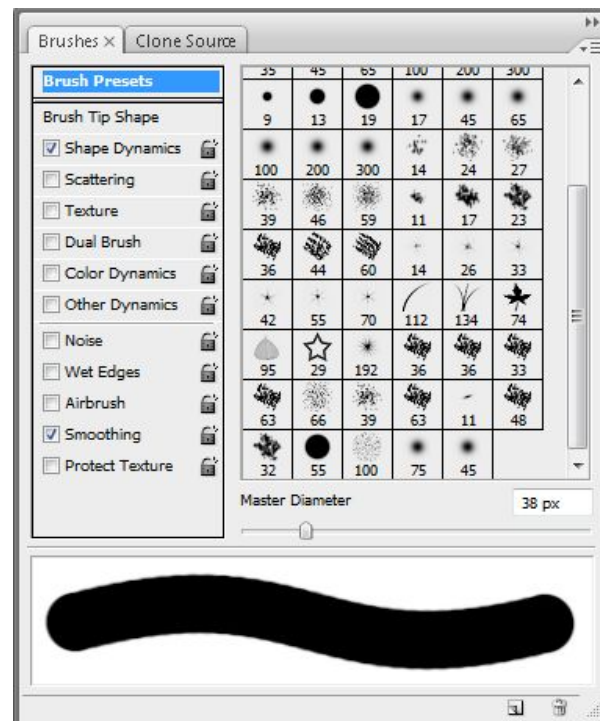 Brushes × Clone Source
Brush Presets
Brush Tip Shape
Shape Dynamics
Scattering
Texture
Dual Brush
Color Dynamics
Other Dynamics
Noise
Wet Edges
Airbrush
Smoothing
Protect Texture
35 45 65 100 200 300
9 13 19 17 45 65
100 200 300 14 24 27
39 46 59 11 17 23
36 44 60 14 26 33
42 55 70 112 134 74
95 29 192 36 36 33
63 66 39 63 11 48
32 55 100 75 45
Master Diameter 38 px